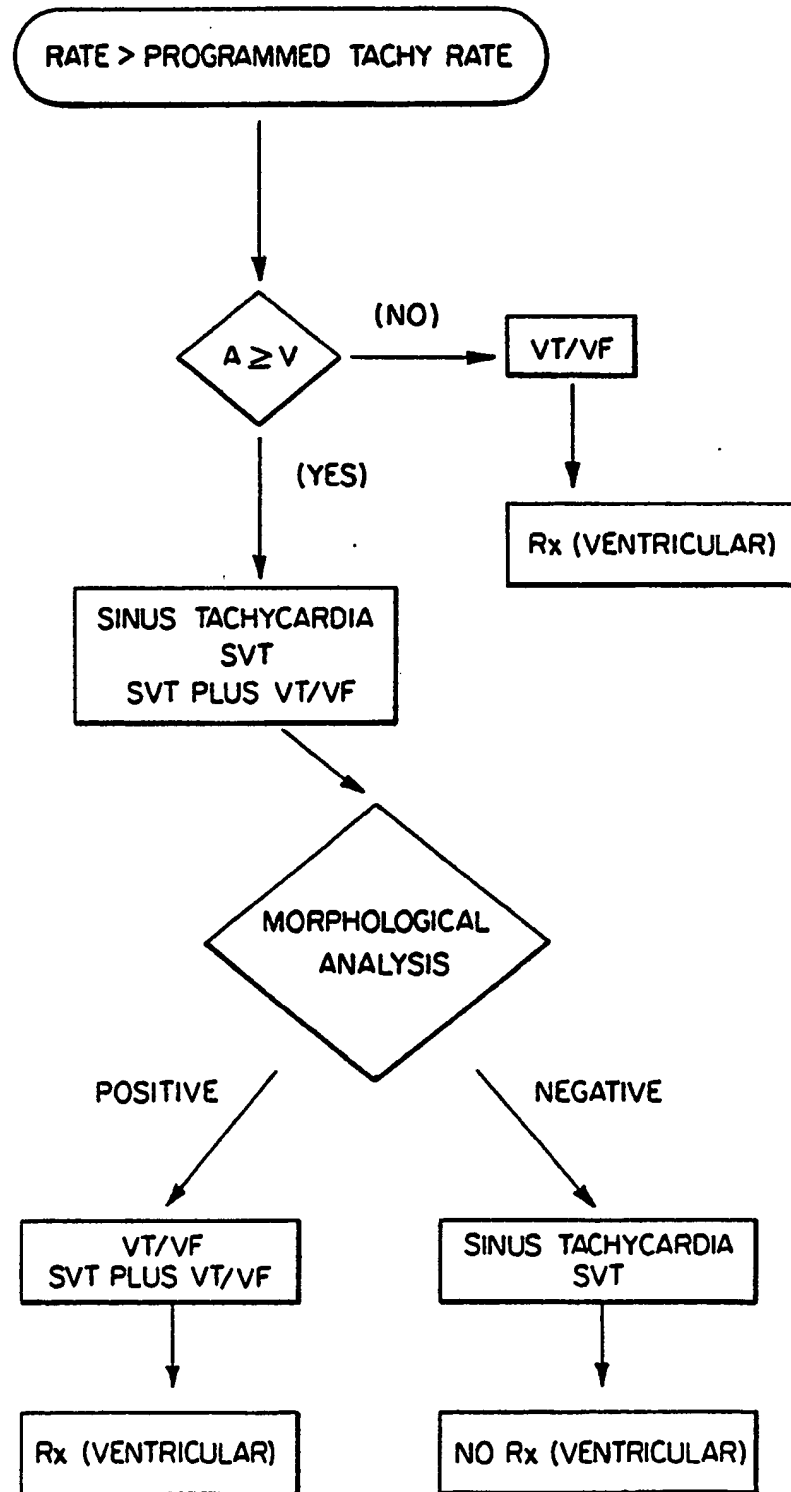 RATE > PROGRAMMED TACHY RATE
A ≥ V
(NO)
VT/VF
(YES)
Rx (VENTRICULAR)
SINUS TACHYCARDIA
SVT
SVT PLUS VT/VF
MORPHOLOGICAL
ANALYSIS
POSITIVE
NEGATIVE
VT/VF
SVT PLUS VT/VF
SINUS TACHYCARDIA
SVT
Rx (VENTRICULAR)
NO Rx (VENTRICULAR)